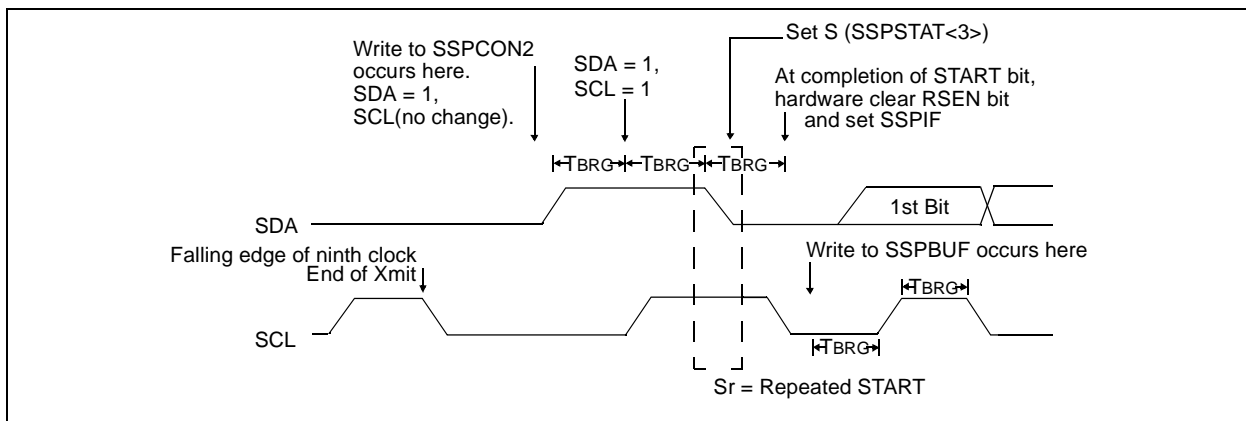 Set S (SSPSTAT<3>)
Write to SSPCON2
occurs here.
SDA = 1,
SCL(no change).
SDA = 1,
SCL = 1
At completion of START bit,
hardware clear RSEN bit
and set SSPIF
TBRG
TBRG
TBRG
SDA
1st Bit
Falling edge of ninth clock
End of Xmit
Write to SSPBUF occurs here
TBRG
SCL
TBRG
Sr = Repeated START